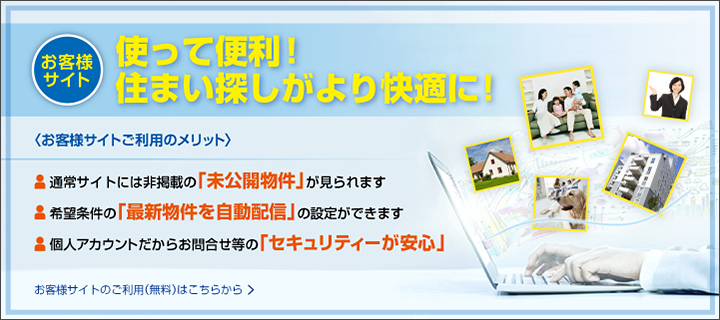 お客様
サイト
使って便利!
住まい探しがより快適に!
〈お客様サイトご利用のメリット〉
通常サイトには非掲載の「未公開物件」が見られます
希望条件の「最新物件を自動配信」の設定ができます
個人アカウントだからお問合せ等の「セキュリティーが安心」
お客様サイトのご利用(無料)はこちらから >